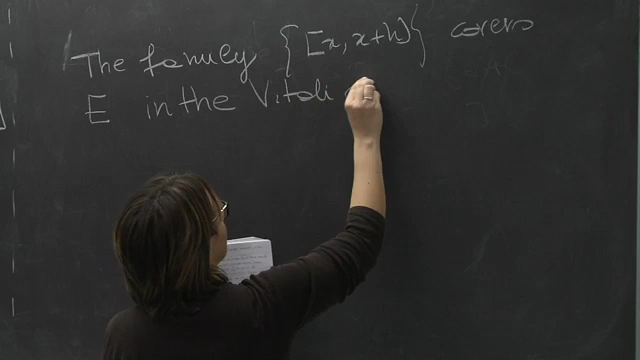 The family { [x, x+h] } covers
E in the Vitali